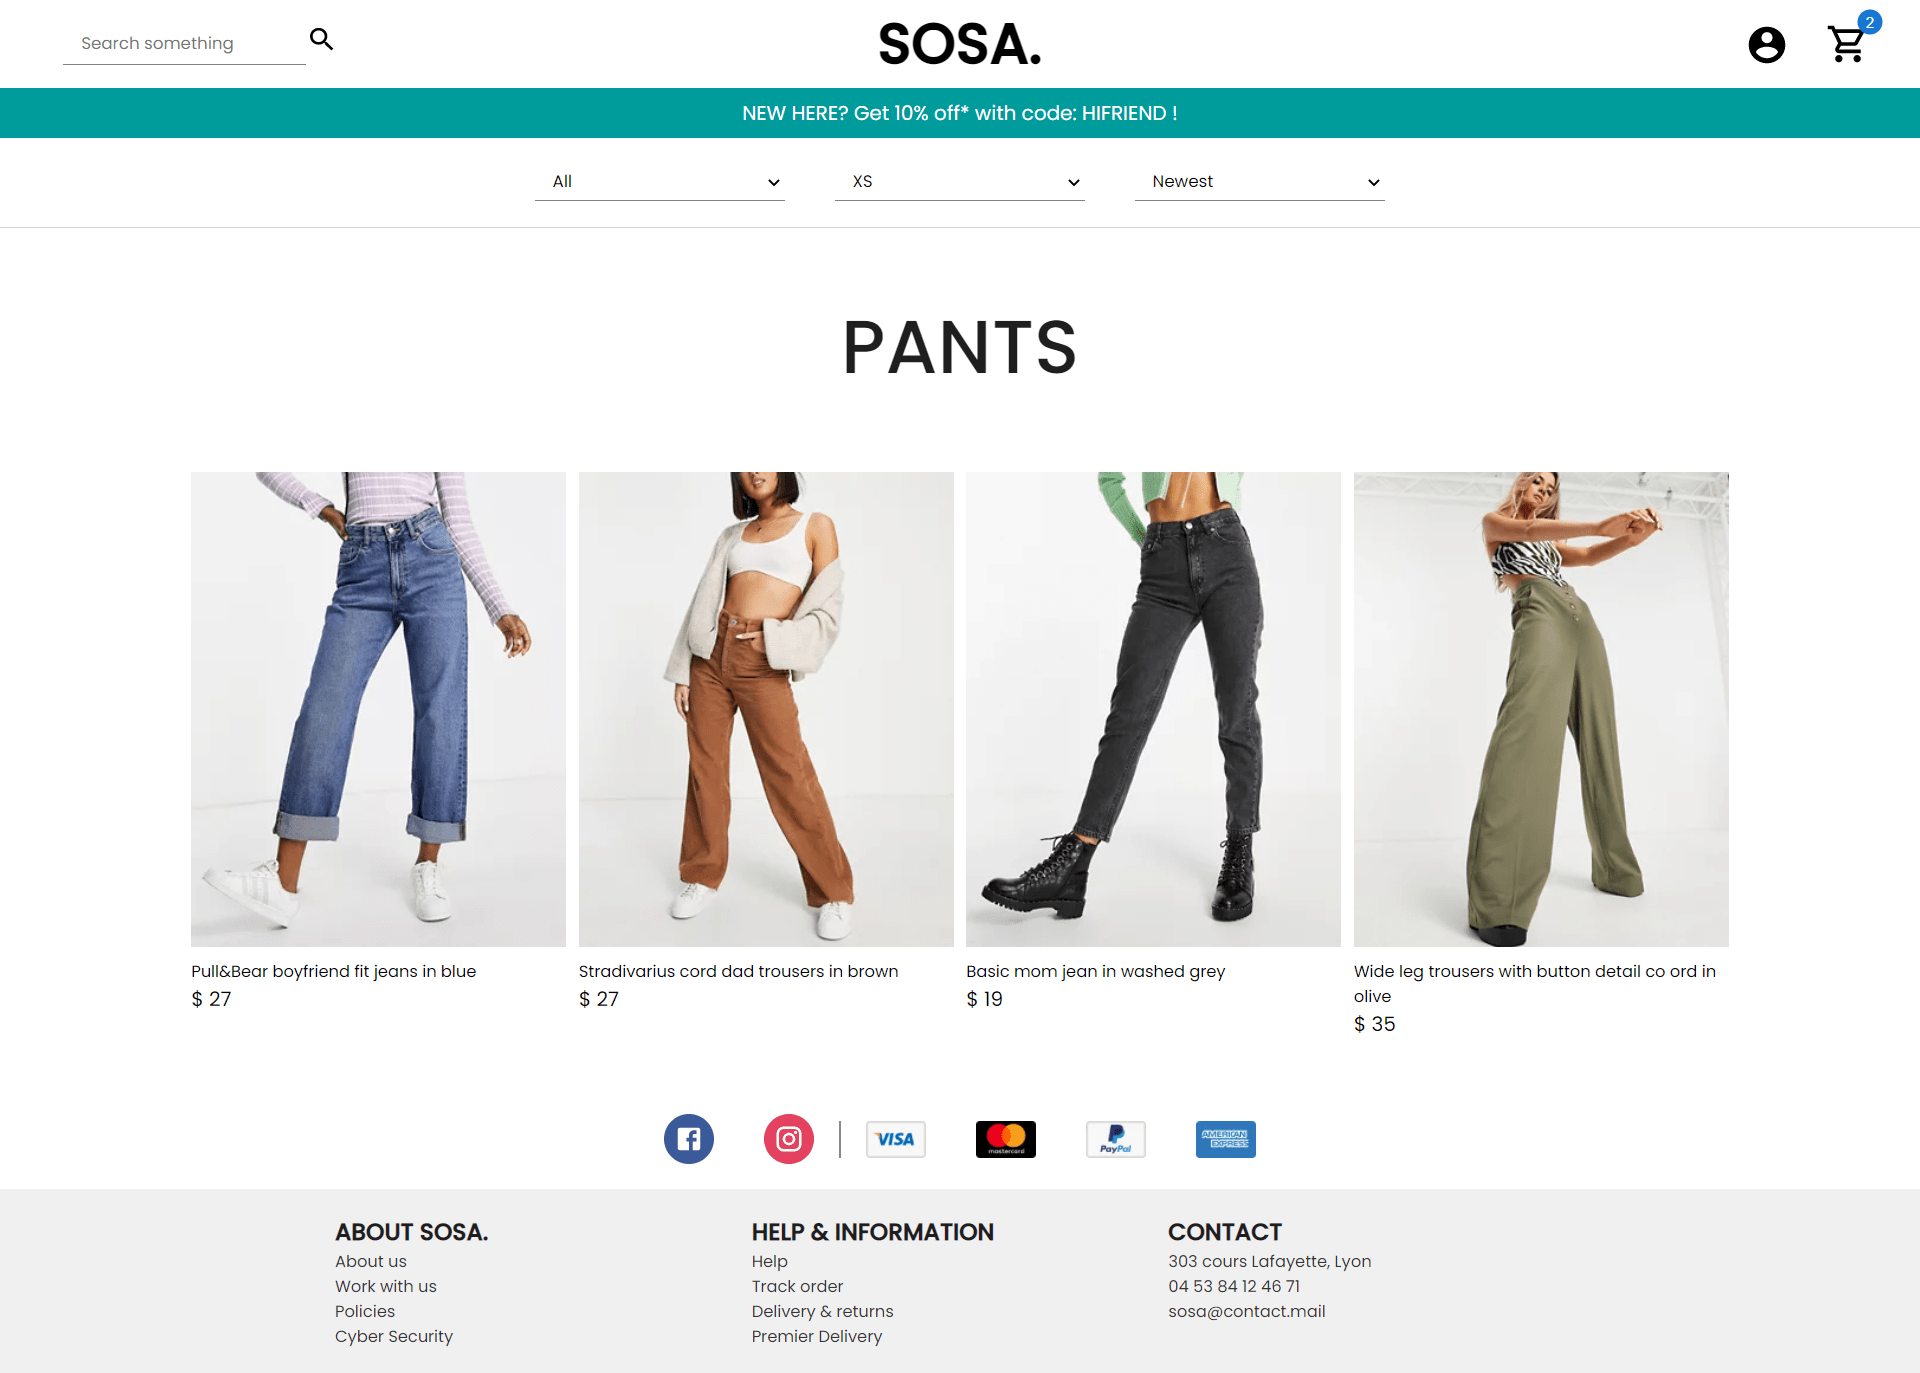 Search something
SOSA.
2
NEW HERE? Get 10% off* with code: HIFRIEND !
All
XS
Newest
PANTS
Pull&Bear boyfriend fit jeans in blue
$ 27
Stradivarius cord dad trousers in brown
$ 27
Basic mom jean in washed grey
$ 19
Wide leg trousers with button detail co ord in
olive
$ 35
VISA
mastercard
PayPal
AMERICAN
EXPRESS
ABOUT SOSA.
About us
Work with us
Policies
Cyber Security
HELP & INFORMATION
Help
Track order
Delivery & returns
Premier Delivery
CONTACT
303 cours Lafayette, Lyon
04 53 84 12 46 71
sosa@contact.mail